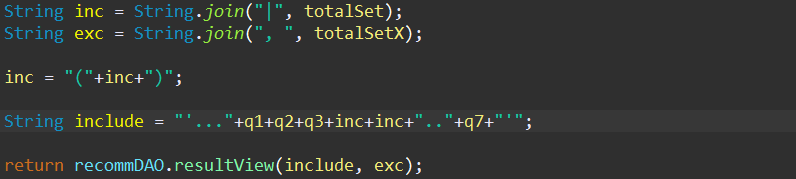 String inc = String.join("|", totalSet);
String exc = String.join(", ", totalSetX);
inc = "("+inc+")";
String include = "'..."+q1+q2+q3+inc+inc+".."+q7+"'";
return recommDAO.resultView(include, exc);